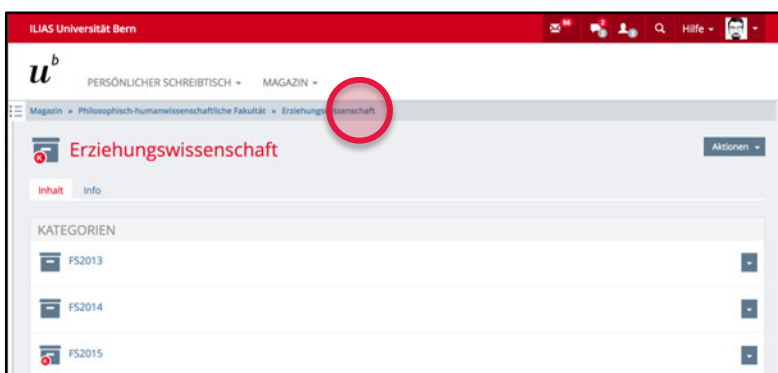 ILIAS Universität Bern
Hilfe
u
b
PERSÖNLICHER SCHREIBTISCH
MAGAZIN
Magazin » Philosophisch-humanwissenschaftliche Fakultät » Erziehungswissenschaft
Erziehungswissenschaft
Aktionen
Inhalt Info
KATEGORIEN
FS2013
FS2014
FS2015